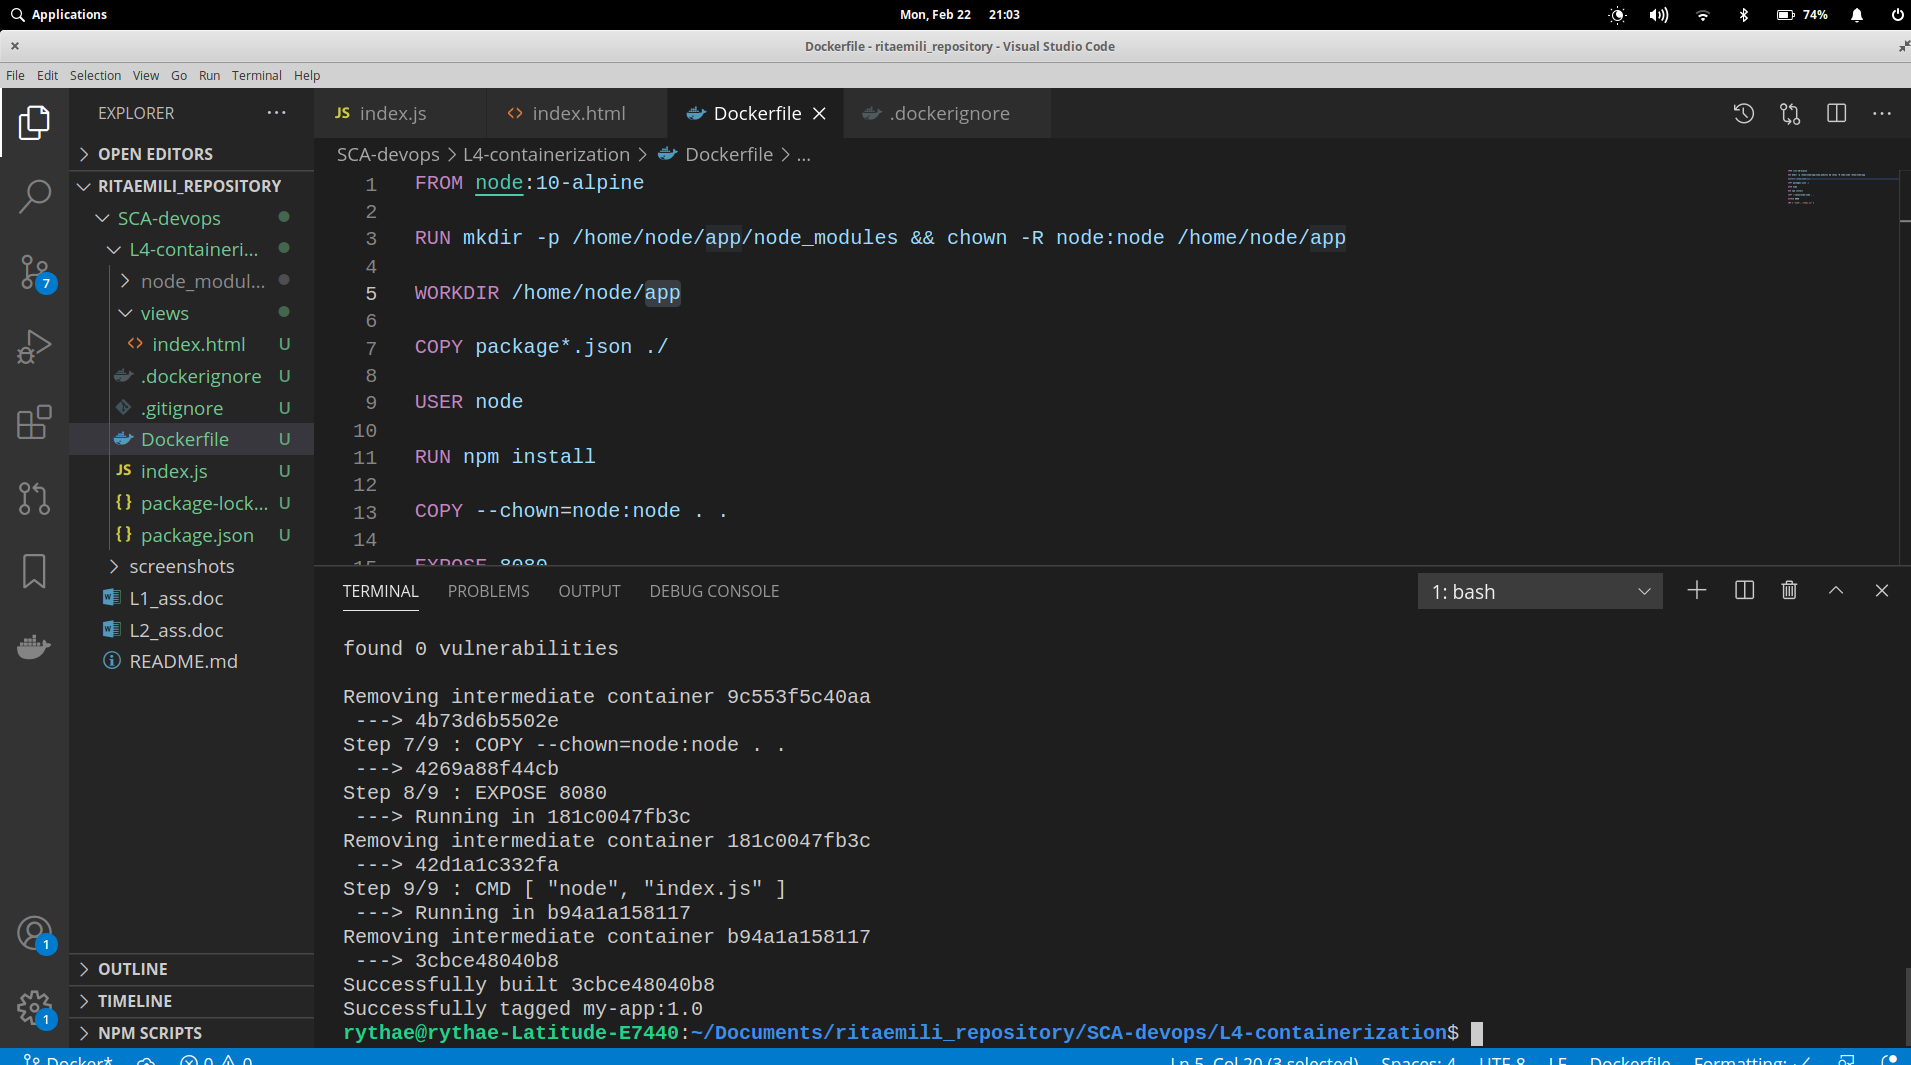 Applications
Mon, Feb 22 21:03
74%
Dockerfile - ritaemili_repository - Visual Studio Code
File Edit Selection View Go Run Terminal Help
EXPLORER
OPEN EDITORS
RITAEMILI_REPOSITORY
SCA-devops
L4-containeri...
node_modul...
views
index.html U
.dockerignore U
.gitignore U
Dockerfile U
JS index.js U
{} package-lock... U
{} package.json U
screenshots
L1_ass.doc
L2_ass.doc
README.md
OUTLINE
TIMELINE
NPM SCRIPTS
7
1
1
JS index.js
<> index.html
Dockerfile
.dockerignore
SCA-devops > L4-containerization > Dockerfile > ...
1 FROM node:10-alpine
2
3 RUN mkdir -p /home/node/app/node_modules && chown -R node:node /home/node/app
4
5 WORKDIR /home/node/app
6
7 COPY package*.json ./
8
9 USER node
10
11 RUN npm install
12
13 COPY --chown=node:node . .
14
15 EXPOSE 8080
TERMINAL PROBLEMS OUTPUT DEBUG CONSOLE
1: bash
found 0 vulnerabilities
Removing intermediate container 9c553f5c40aa
---> 4b73d6b5502e
Step 7/9 : COPY --chown=node:node . .
---> 4269a88f44cb
Step 8/9 : EXPOSE 8080
---> Running in 181c0047fb3c
Removing intermediate container 181c0047fb3c
---> 42d1a1c332fa
Step 9/9 : CMD [ "node", "index.js" ]
---> Running in b94a1a158117
Removing intermediate container b94a1a158117
---> 3cbce48040b8
Successfully built 3cbce48040b8
Successfully tagged my-app:1.0
rythae@rythae-Latitude-E7440:~/Documents/ritaemili_repository/SCA-devops/L4-containerization$
Docker* 0 0
Ln 5, Col 20 (3 selected) Spaces: 4 UTF-8 LF Dockerfile Formatting: ✓